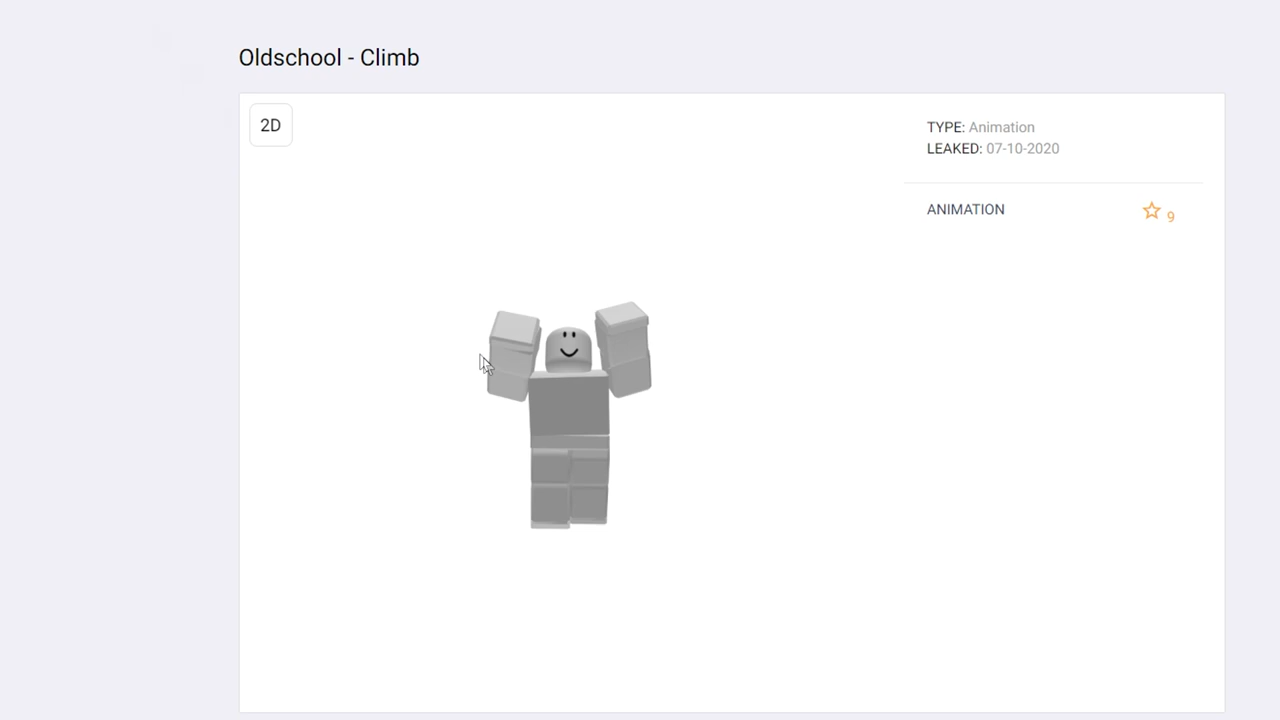 Oldschool - Climb
2D
TYPE: Animation
LEAKED: 07-10-2020
ANIMATION
9